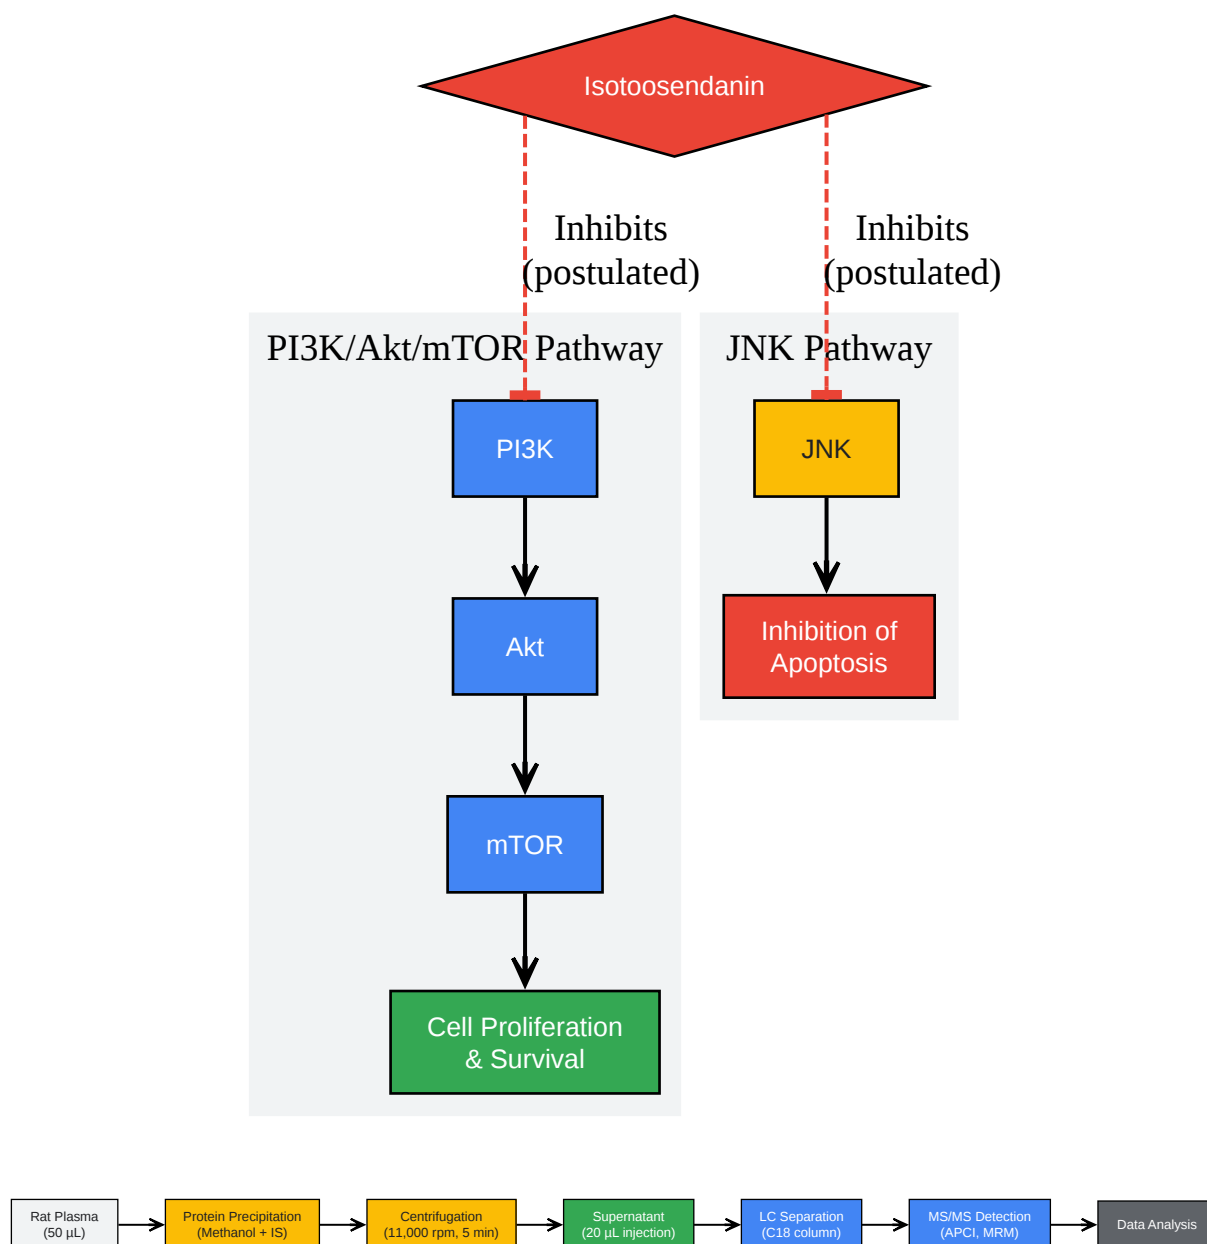 Isotoosendanin
Inhibits
(postulated)
Inhibits
(postulated)
PI3K/Akt/mTOR Pathway
PI3K
Akt
mTOR
Cell Proliferation
& Survival
JNK Pathway
JNK
Inhibition of
Apoptosis
Rat Plasma
(50 µL)
Protein Precipitation
(Methanol + IS)
Centrifugation
(11,000 rpm, 5 min)
Supernatant
(20 µL injection)
LC Separation
(C18 column)
MS/MS Detection
(APCI, MRM)
Data Analysis